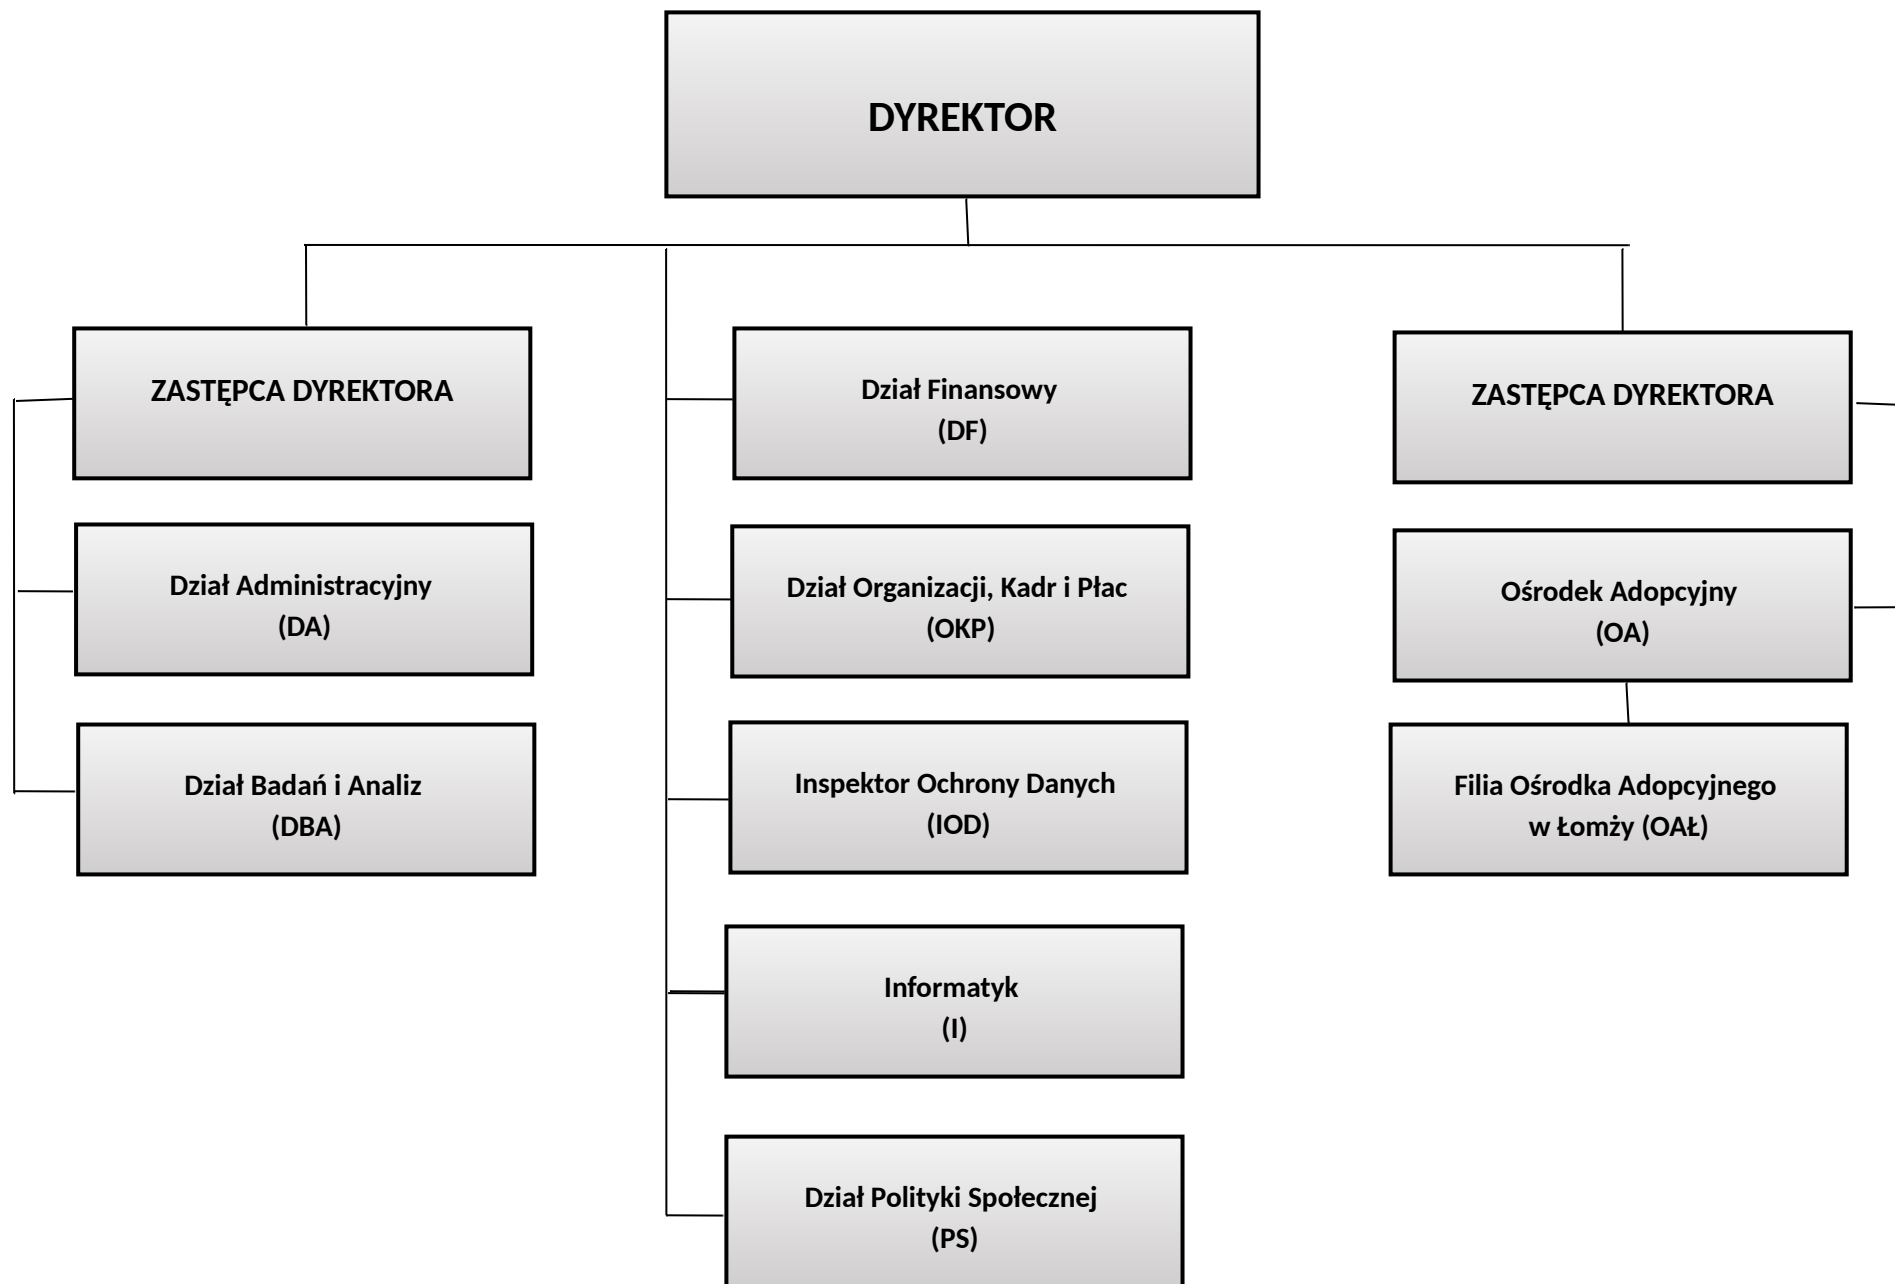 DYREKTOR
ZASTĘPCA DYREKTORA
Dział Administracyjny
(DA)
Dział Badań i Analiz
(DBA)
Dział Finansowy
(DF)
Dział Organizacji, Kadr i Płac
(OKP)
Inspektor Ochrony Danych
(IOD)
Informatyk
(I)
Dział Polityki Społecznej
(PS)
ZASTĘPCA DYREKTORA
Ośrodek Adopcyjny
(OA)
Filia Ośrodka Adopcyjnego
w Łomży (OAŁ)